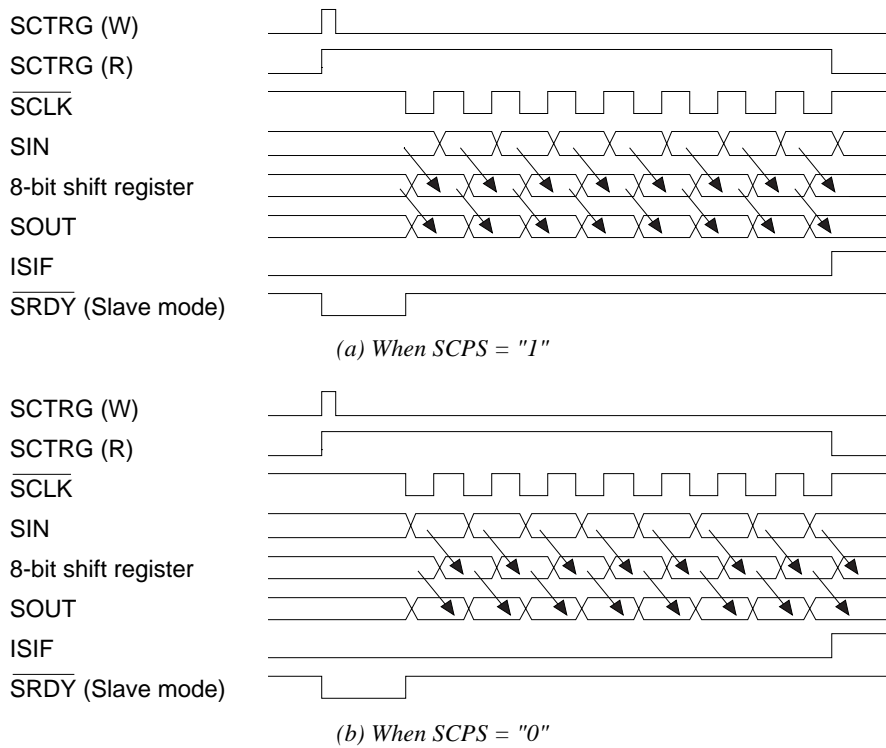 SCTRG (W)
SCTRG (R)
SCLK
SIN
8-bit shift register
SOUT
ISIF
SRDY (Slave mode)
(a) When SCPS = "1"
SCTRG (W)
SCTRG (R)
SCLK
SIN
8-bit shift register
SOUT
ISIF
SRDY (Slave mode)
(b) When SCPS = "0"